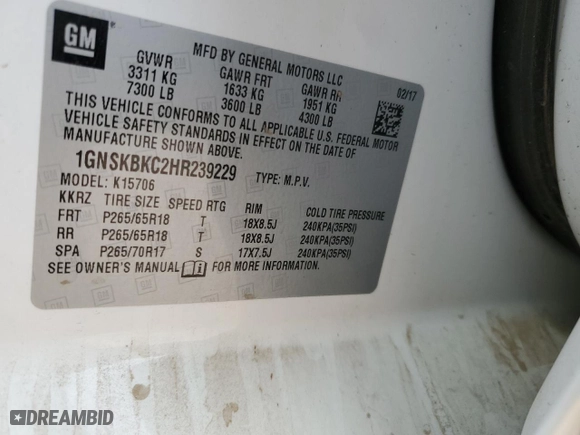 GM
MFD BY GENERAL MOTORS LLC
GVWR GAWR FRT GAWR RR 02/17
3311 KG 1633 KG 1951 KG
7300 LB 3600 LB 4300 LB
THIS VEHICLE CONFORMS TO ALL APPLICABLE U.S. FEDERAL MOTOR
VEHICLE SAFETY STANDARDS IN EFFECT ON THE DATE OF
MANUFACTURE SHOWN ABOVE.
1GNSKBKC2HR239229 TYPE: M.P.V.
MODEL: K15706
KKRZ TIRE SIZE SPEED RTG RIM COLD TIRE PRESSURE
FRT P265/65R18 T 18X8.5J 240KPA(35PSI)
RR P265/65R18 T 18X8.5J 240KPA(35PSI)
SPA P265/70R17 S 17X7.5J 240KPA(35PSI)
SEE OWNER'S MANUAL FOR MORE INFORMATION.
DREAMBID